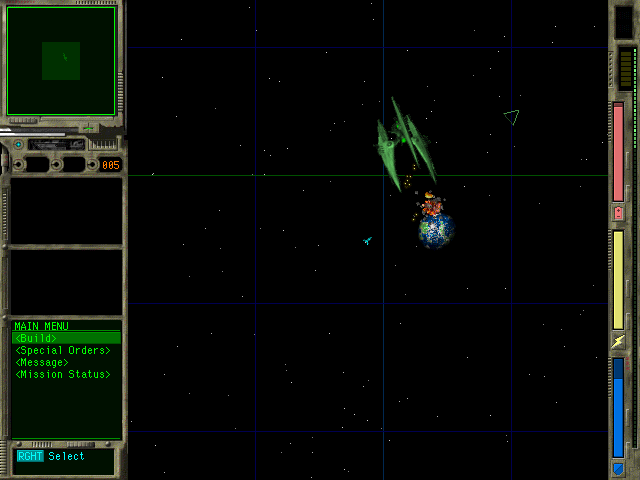 005
MAIN MENU
<Build>
<Special Orders>
<Message>
<Mission Status>
RGHT Select